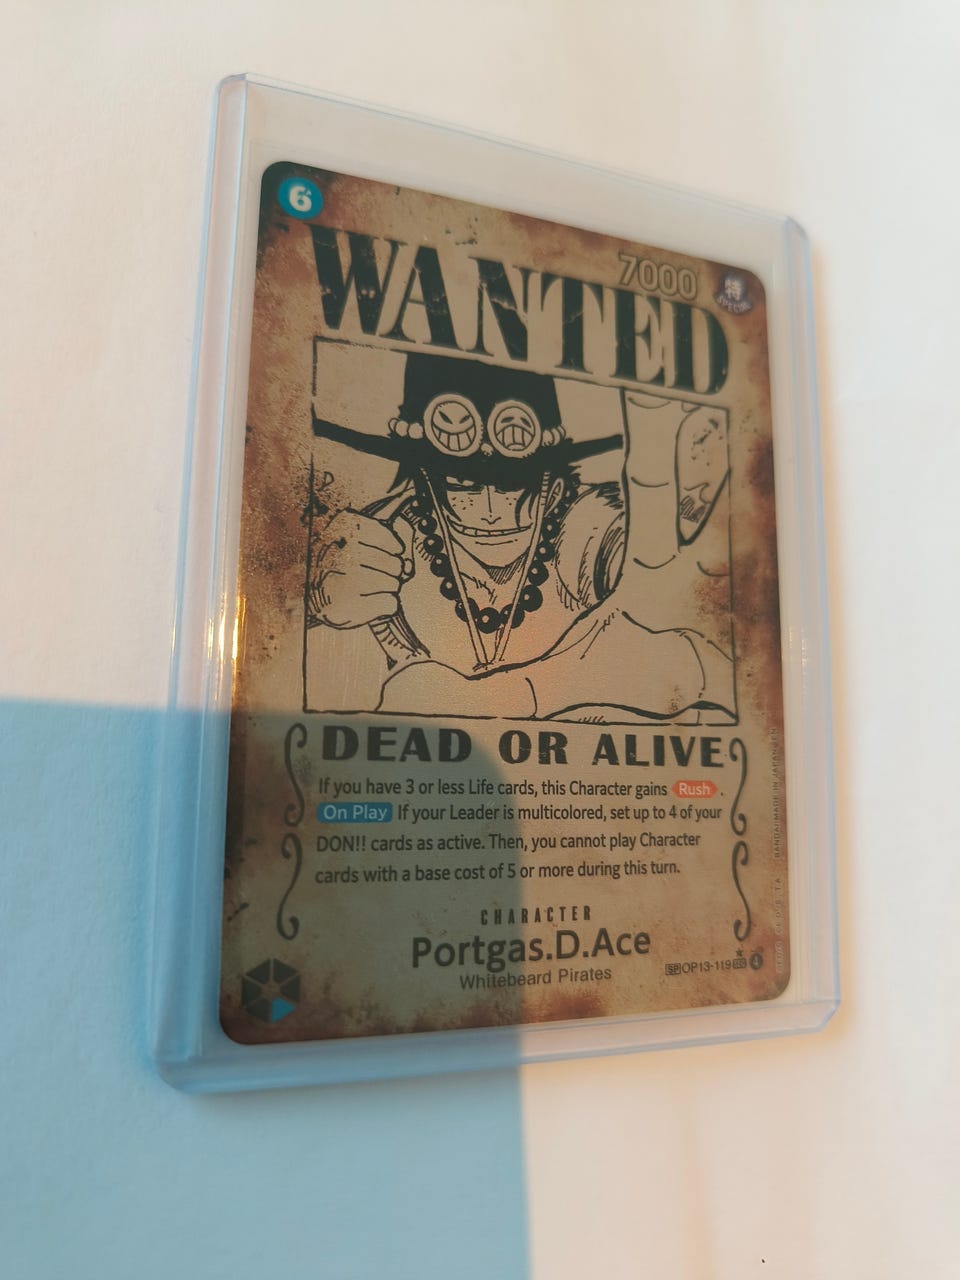 6
WANTED
7000
特
SPECIAL
DEAD OR ALIVE
If you have 3 or less Life cards, this Character gains Rush.
On Play If your Leader is multicolored, set up to 4 of your
DON!! cards as active. Then, you cannot play Character
cards with a base cost of 5 or more during this turn.
CHARACTER
Portgas.D.Ace
Whitebeard Pirates
SP OP13-119 SEC 4